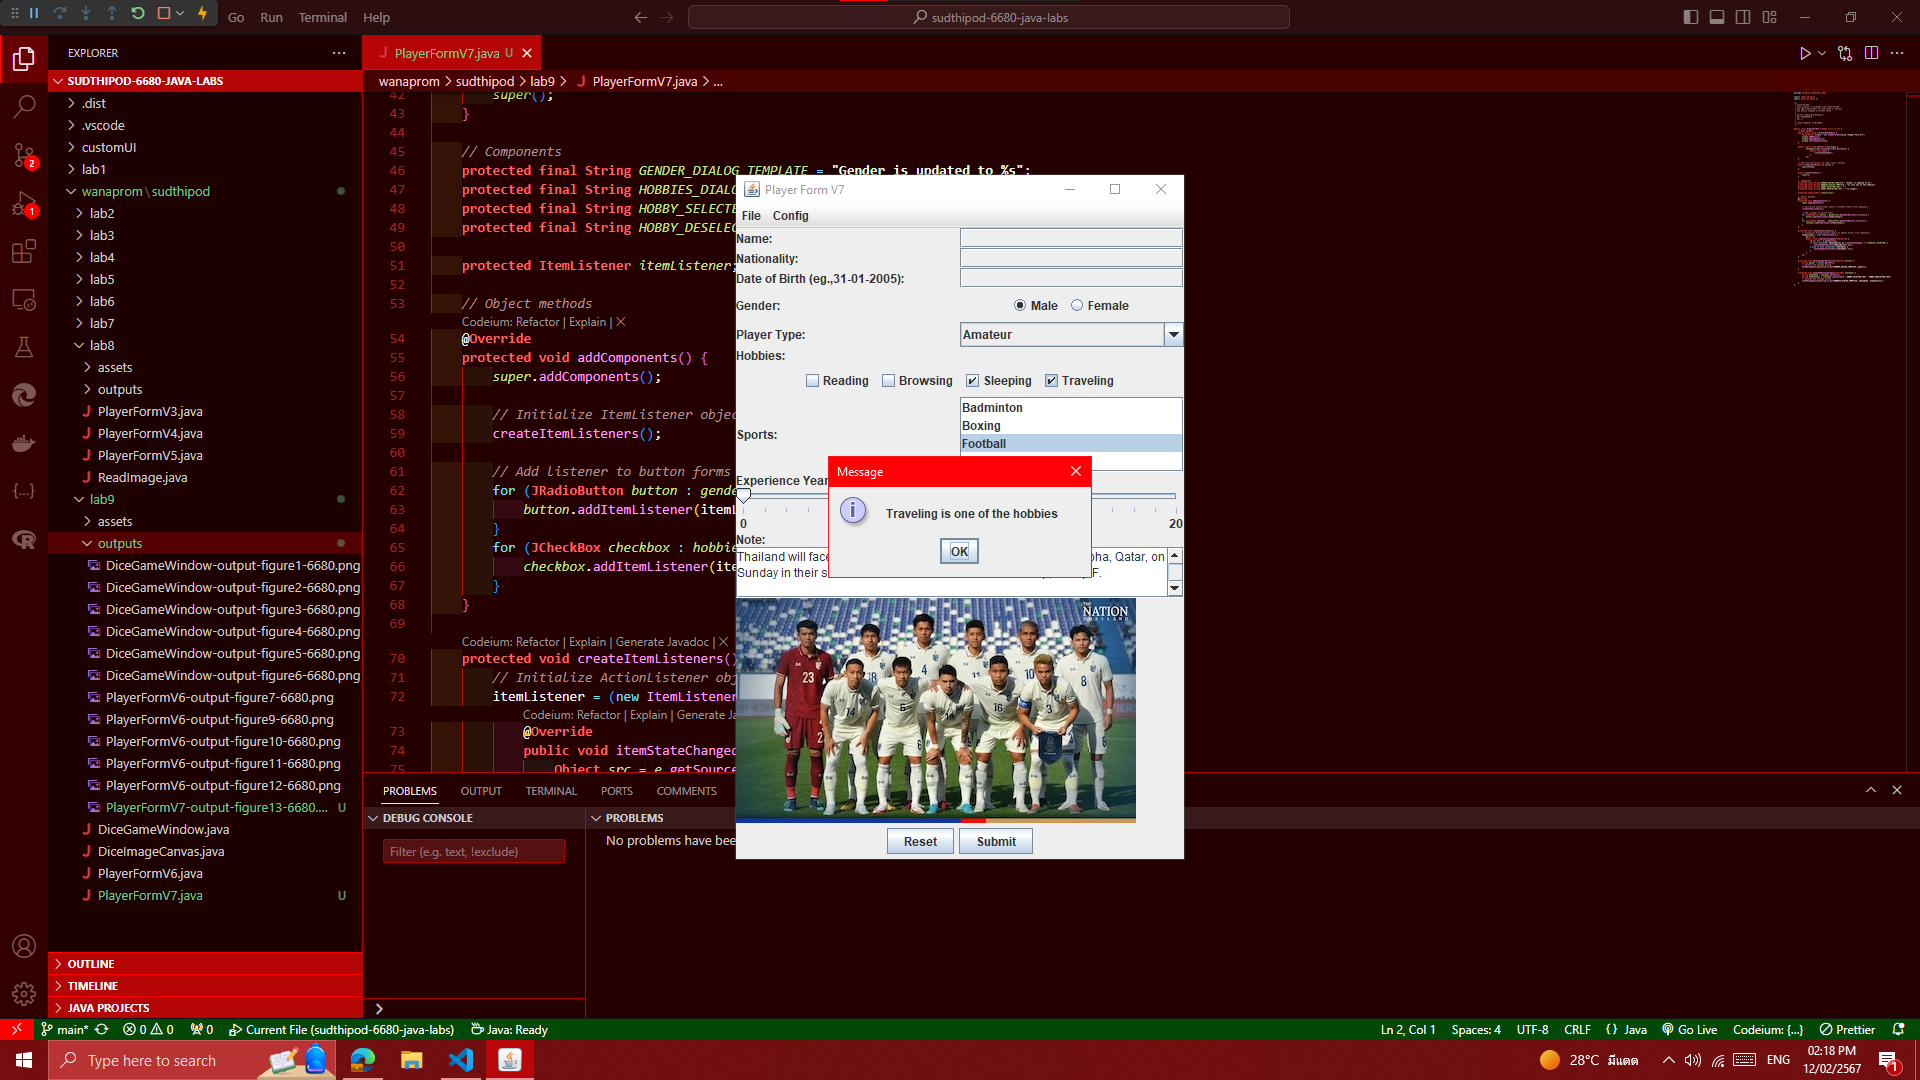 Go Run Terminal Help
sudthipod-6680-java-labs
EXPLORER
SUDTHIPOD-6680-JAVA-LABS
.dist
.vscode
customUI
lab1
wanaprom \ sudthipod
lab2
lab3
lab4
lab5
lab6
lab7
lab8
assets
outputs
PlayerFormV3.java
PlayerFormV4.java
PlayerFormV5.java
ReadImage.java
lab9
assets
outputs
DiceGameWindow-output-figure1-6680.png
DiceGameWindow-output-figure2-6680.png
DiceGameWindow-output-figure3-6680.png
DiceGameWindow-output-figure4-6680.png
DiceGameWindow-output-figure5-6680.png
DiceGameWindow-output-figure6-6680.png
PlayerFormV6-output-figure7-6680.png
PlayerFormV6-output-figure9-6680.png
PlayerFormV6-output-figure10-6680.png
PlayerFormV6-output-figure11-6680.png
PlayerFormV6-output-figure12-6680.png
PlayerFormV7-output-figure13-6680.... U
DiceGameWindow.java
DiceImageCanvas.java
PlayerFormV6.java
PlayerFormV7.java U
OUTLINE
TIMELINE
JAVA PROJECTS
2
1
PlayerFormV7.java U
wanaprom > sudthipod > lab9 > PlayerFormV7.java > ...
42 super();
43 }
44
45 // Components
46 protected final String GENDER_DIALOG_TEMPLATE = "Gender is updated to %s";
47 protected final String HOBBIES_DIALO
48 protected final String HOBBY_SELECTE
49 protected final String HOBBY_DESELEC
50
51 protected ItemListener itemListener;
52
53 // Object methods
Codeium: Refactor | Explain | X
54 @Override
55 protected void addComponents() {
56 super.addComponents();
57
58 // Initialize ItemListener objec
59 createItemListeners();
60
61 // Add listener to button forms
62 for (JRadioButton button : gende
63 button.addItemListener(iteml
64 }
65 for (JCheckBox checkbox : hobbie
66 checkbox.addItemListener(ite
67 }
68 }
69
Codeium: Refactor | Explain | Generate Javadoc | X
70 protected void createItemListeners()
71 // Initialize ActionListener obj
72 itemListener = (new ItemListener
Codeium: Refactor | Explain | Generate Ja
73 @Override
74 public void itemStateChanged
75 Object src = e.getSource
Player Form V7
File Config
Name:
Nationality:
Date of Birth (eg.,31-01-2005):
Gender: Male Female
Player Type: Amateur
Hobbies:
Reading Browsing Sleeping Traveling
Sports:
Badminton
Boxing
Football
Experience Year
0 20
Message
Traveling is one of the hobbies
OK
Note:
Thailand will face oha, Qatar, on
Sunday in their s F.
THE NATION THAILAND
Reset Submit
PROBLEMS OUTPUT TERMINAL PORTS COMMENTS
DEBUG CONSOLE
Filter (e.g. text, !exclude)
PROBLEMS
No problems have bee
main* 0 0 0 Current File (sudthipod-6680-java-labs) Java: Ready
Ln 2, Col 1 Spaces: 4 UTF-8 CRLF {} Java Go Live Codeium: {...} Prettier
Type here to search
28°C มีแดด ENG
02:18 PM
12/02/2567
1